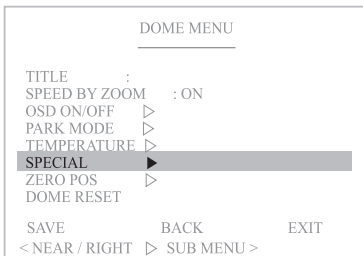 DOME MENU
TITLE :
SPEED BY ZOOM : ON
OSD ON/OFF ▷
PARK MODE ▷
TEMPERATURE ▷
SPECIAL ▶
ZERO POS ▷
DOME RESET
SAVE BACK EXIT
< NEAR / RIGHT ▷ SUB MENU >